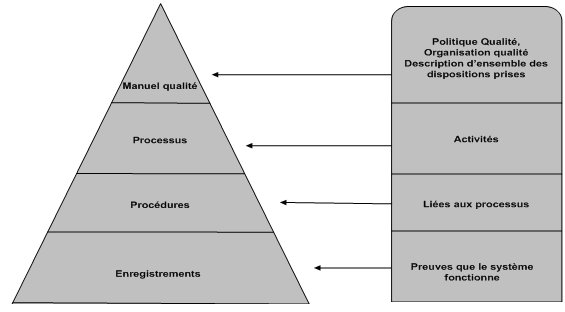 Manuel qualité
Politique Qualité,
Organisation qualité
Description d'ensemble des
dispositions prises
Processus
Activités
Procédures
Liées aux processus
Enregistrements
Preuves que le système
fonctionne